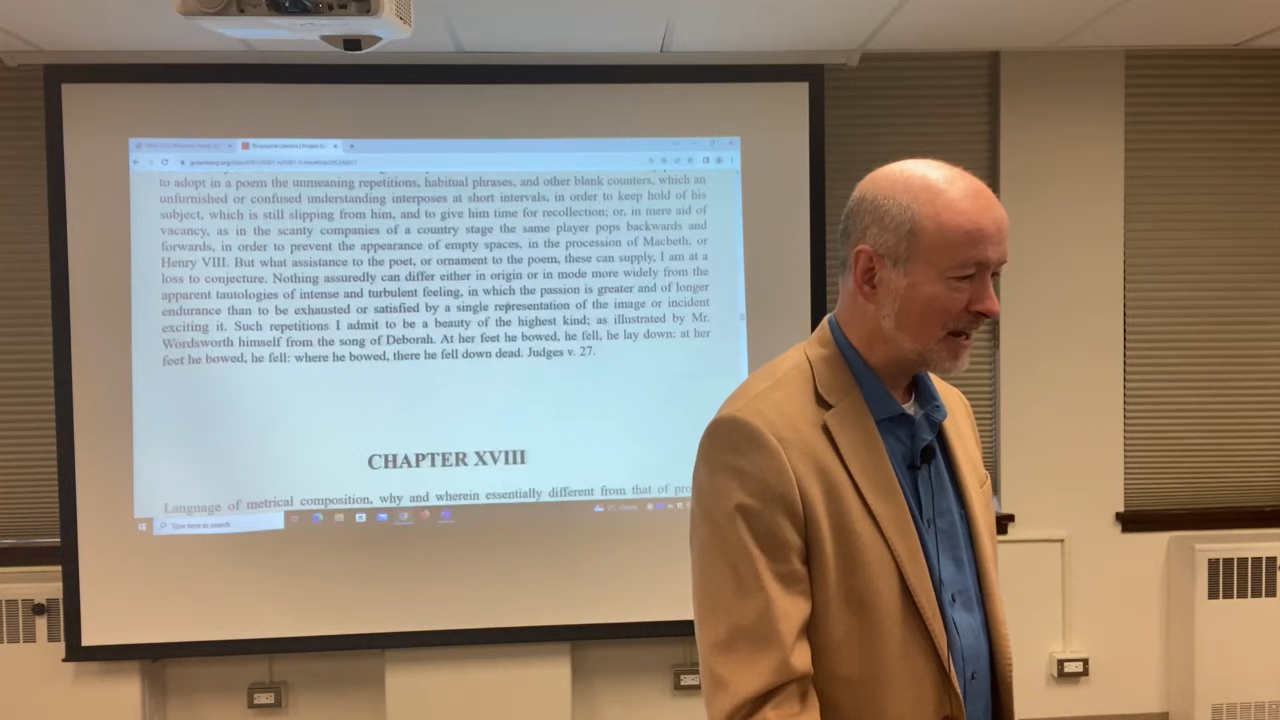 to adopt in a poem the unmeaning repetitions, habitual phrases, and other blank counters, which an
unfurnished or confused understanding interposes at short intervals, in order to keep hold of his
subject, which is still slipping from him, and to give him time for recollection; or, in mere aid of
vacancy, as in the scanty companies of a country stage the same player pops backwards and
forwards, in order to prevent the appearance of empty spaces, in the procession of Macbeth, or
Henry VIII. But what assistance to the poet, or ornament to the poem, these can supply, I am at a
loss to conjecture. Nothing assuredly can differ either in origin or in mode more widely from the
apparent tautologies of intense and turbulent feeling, in which the passion is greater and of longer
endurance than to be exhausted or satisfied by a single representation of the image or incident
exciting it. Such repetitions I admit to be a beauty of the highest kind; as illustrated by Mr.
Wordsworth himself from the song of Deborah. At her feet he bowed, he fell, he lay down: at her
feet he bowed, he fell: where he bowed, there he fell down dead. Judges v. 27.
CHAPTER XVIII
Language of metrical composition, why and wherein essentially different from that of
Type here to search